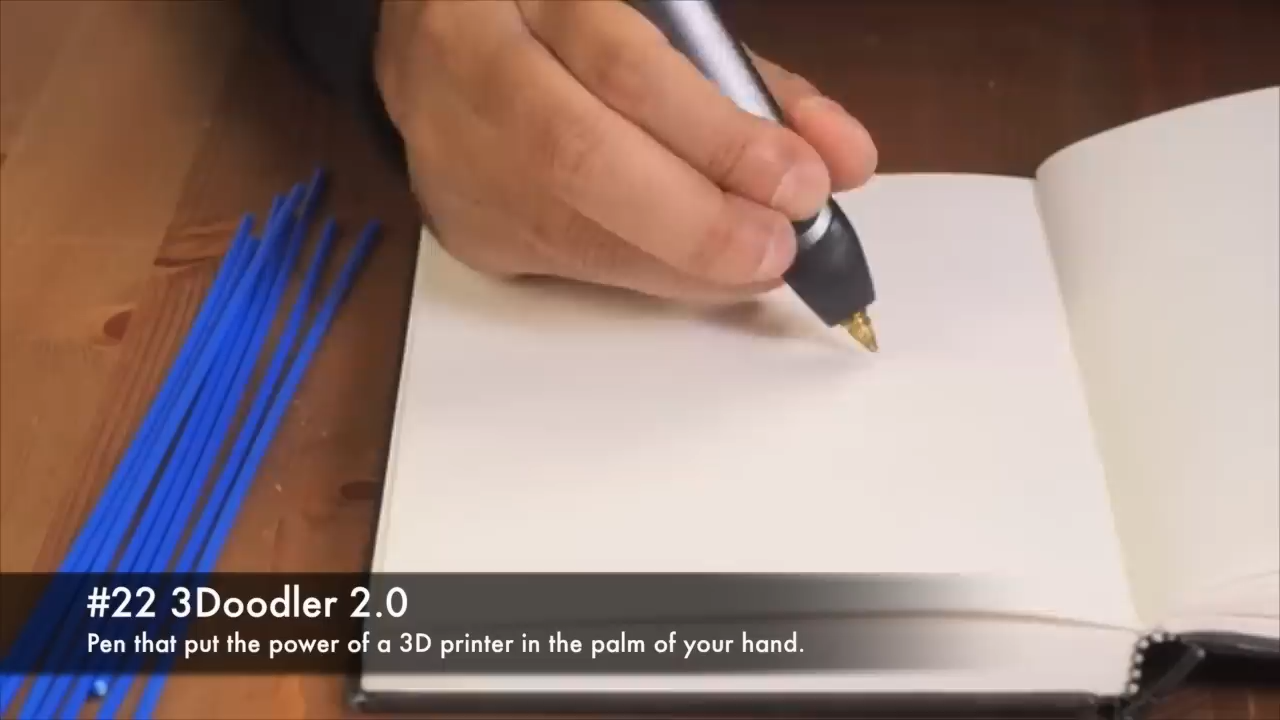 #22 3Doodler 2.0
Pen that put the power of a 3D printer in the palm of your hand.